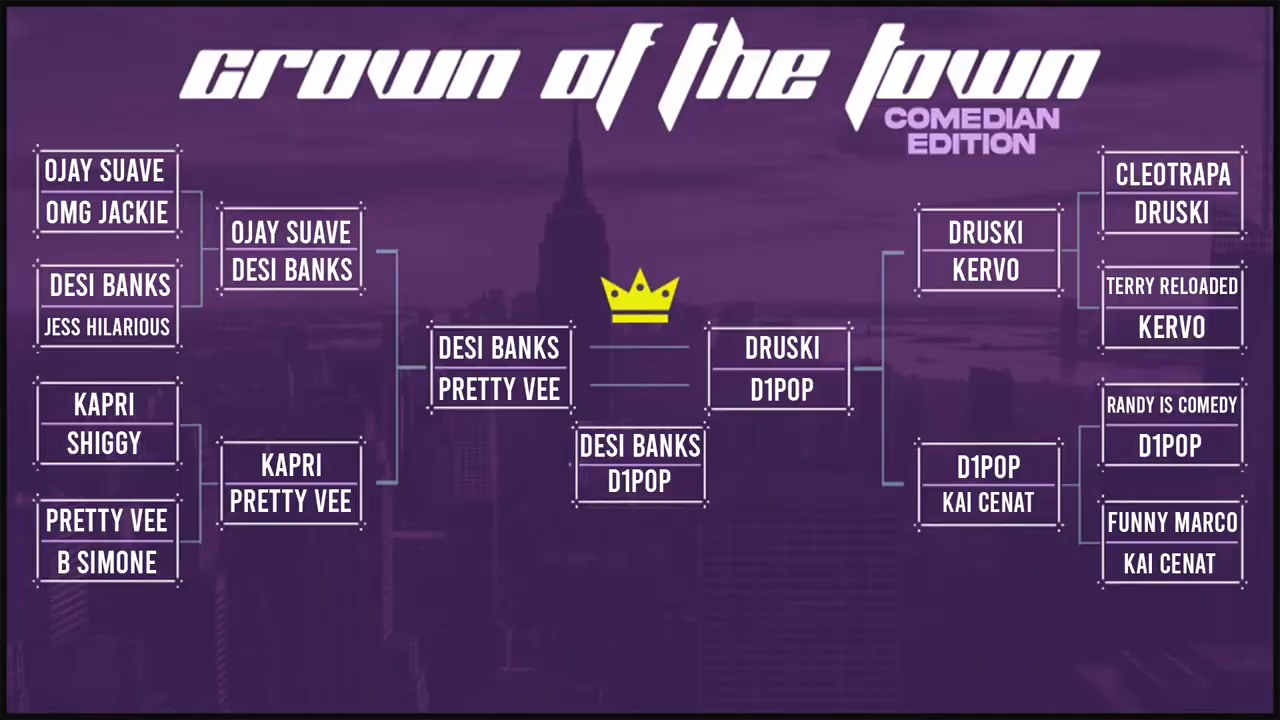 crown of the town
COMEDIAN
EDITION
OJAY SUAVE
OMG JACKIE
DESI BANKS
JESS HILARIOUS
KAPRI
SHIGGY
PRETTY VEE
B SIMONE
OJAY SUAVE
DESI BANKS
KAPRI
PRETTY VEE
DESI BANKS
PRETTY VEE
DESI BANKS
D1POP
DRUSKI
D1POP
DRUSKI
KERVO
D1POP
KAI CENAT
CLEOTRAPA
DRUSKI
TERRY RELOADED
KERVO
RANDY IS COMEDY
D1POP
FUNNY MARCO
KAI CENAT